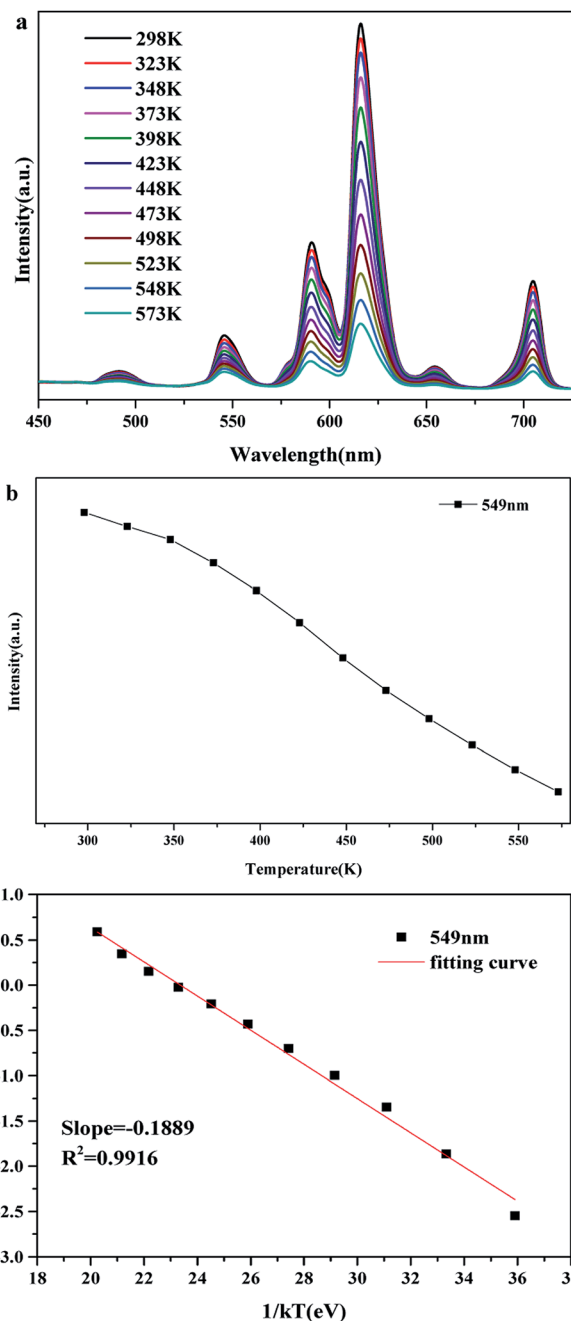 a
298K
323K
348K
373K
398K
423K
448K
473K
498K
523K
548K
573K
Intensity(a.u.)
450 500 550 600 650 700
Wavelength(nm)
b
549nm
Intensity(a.u.)
300 350 400 450 500 550
Temperature(K)
1.0
0.5
0.0
0.5
1.0
1.5
2.0
2.5
3.0
549nm
fitting curve
Slope=-0.1889
R²=0.9916
18 20 22 24 26 28 30 32 34 36 3
1/kT(eV)